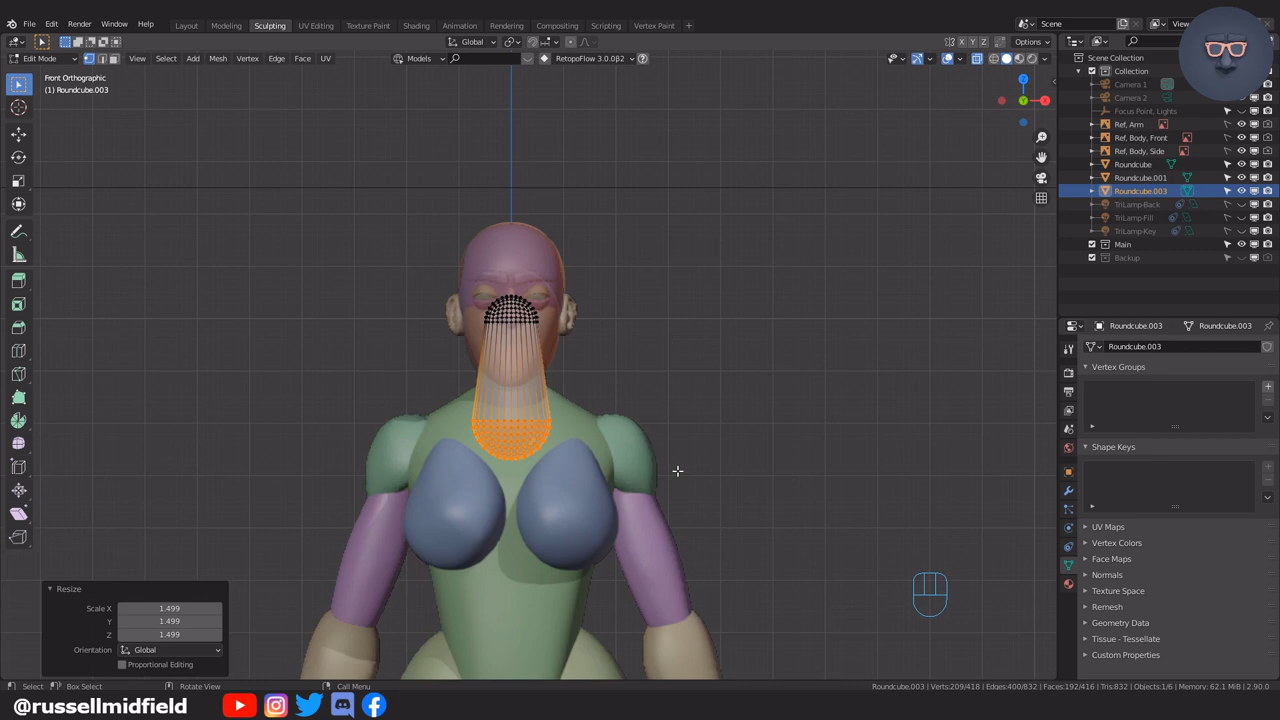 File Edit Render Window Help
Layout Modeling Sculpting UV Editing Texture Paint Shading Animation Rendering Compositing Scripting Vertex Paint +
Scene
Global
X Y Z
Options
Edit Mode View Select Add Mesh Vertex Edge Face UV
Models
RetopoFlow 3.0.0β2
Front Orthographic
(1) Roundcube.003
Z
Y
X
Scene Collection
Collection
Camera 1
Camera 2
Focus Point, Lights
Ref, Arm
Ref, Body, Front
Ref, Body, Side
Roundcube
Roundcube.001
Roundcube.003
TriLamp-Back
TriLamp-Fill
TriLamp-Key
Main
Backup
Roundcube.003 Roundcube.003
Roundcube.003
Vertex Groups
Shape Keys
UV Maps
Vertex Colors
Face Maps
Normals
Texture Space
Remesh
Geometry Data
Tissue - Tessellate
Custom Properties
Resize
Scale X 1.499
Y 1.499
Z 1.499
Orientation Global
Proportional Editing
Select Box Select Rotate View Call Menu
Roundcube.003 | Verts:209/418 | Edges:400/832 | Faces:192/416 | Tris:832 | Objects:1/6 | Memory: 62.1 MiB | 2.90.0
@russellmidfield